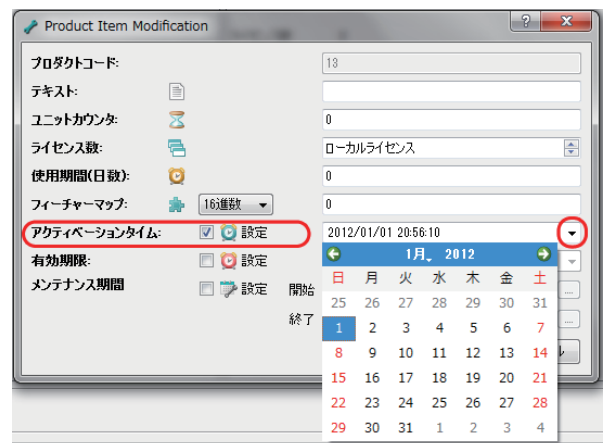 Product Item Modification
プロダクトコード: 13
テキスト:
ユニットカウンタ: 0
ライセンス数: ローカルライセンス
使用期間(日数): 0
フィーチャーマップ: 16進数 0
アクティベーションタイム: 設定 2012/01/01 20:56:10
有効期限: 設定
メンテナンス期間 設定 開始 ...
終了 ...
ル
1月, 2012
日 月 火 水 木 金 土
25 26 27 28 29 30 31
1 2 3 4 5 6 7
8 9 10 11 12 13 14
15 16 17 18 19 20 21
22 23 24 25 26 27 28
29 30 31 1 2 3 4